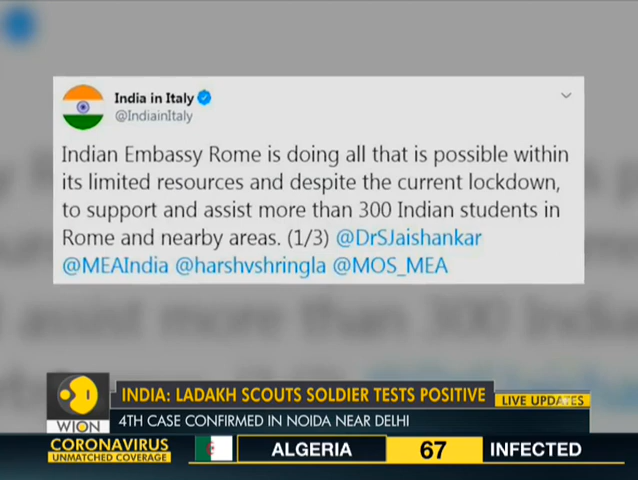 India in Italy
@IndiainItaly
Indian Embassy Rome is doing all that is possible within
its limited resources and despite the current lockdown,
to support and assist more than 300 Indian students in
Rome and nearby areas. (1/3) @DrSJaishankar
@MEAIndia @harshvshringla @MOS_MEA
INDIA: LADAKH SCOUTS SOLDIER TESTS POSITIVE
LIVE UPDATES
WION
4TH CASE CONFIRMED IN NOIDA NEAR DELHI
CORONAVIRUS
UNMATCHED COVERAGE
ALGERIA
67
INFECTED